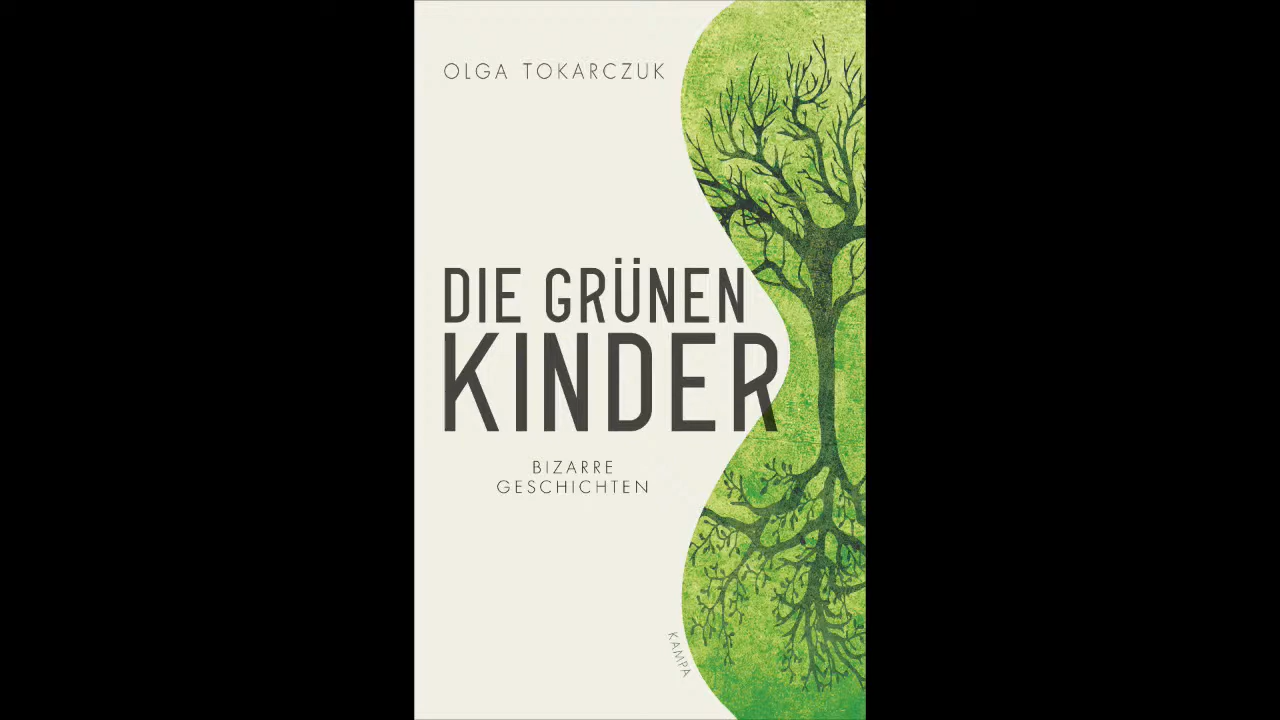 OLGA TOKARCZUK
DIE GRÜNEN
KINDER
BIZARRE
GESCHICHTEN
KAMPA